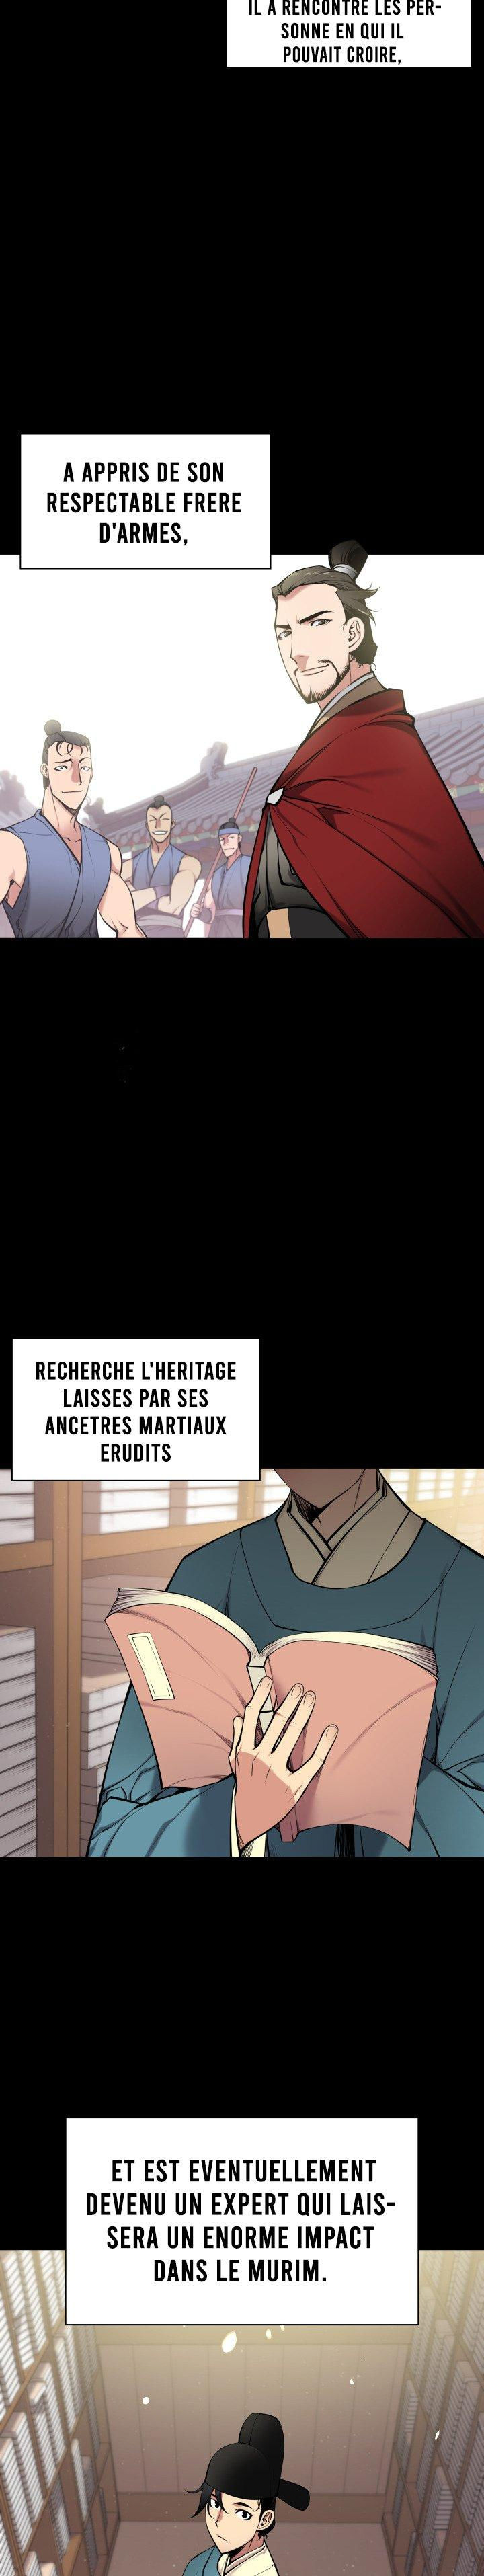 IL A RENCONTRE LES PER-
SONNE EN QUI IL
POUVAIT CROIRE,
A APPRIS DE SON
RESPECTABLE FRERE
D'ARMES,
RECHERCHE L'HERITAGE
LAISSES PAR SES
ANCETRES MARTIAUX
ERUDITS
ET EST EVENTUELLEMENT
DEVENU UN EXPERT QUI LAIS-
SERA UN ENORME IMPACT
DANS LE MURIM.